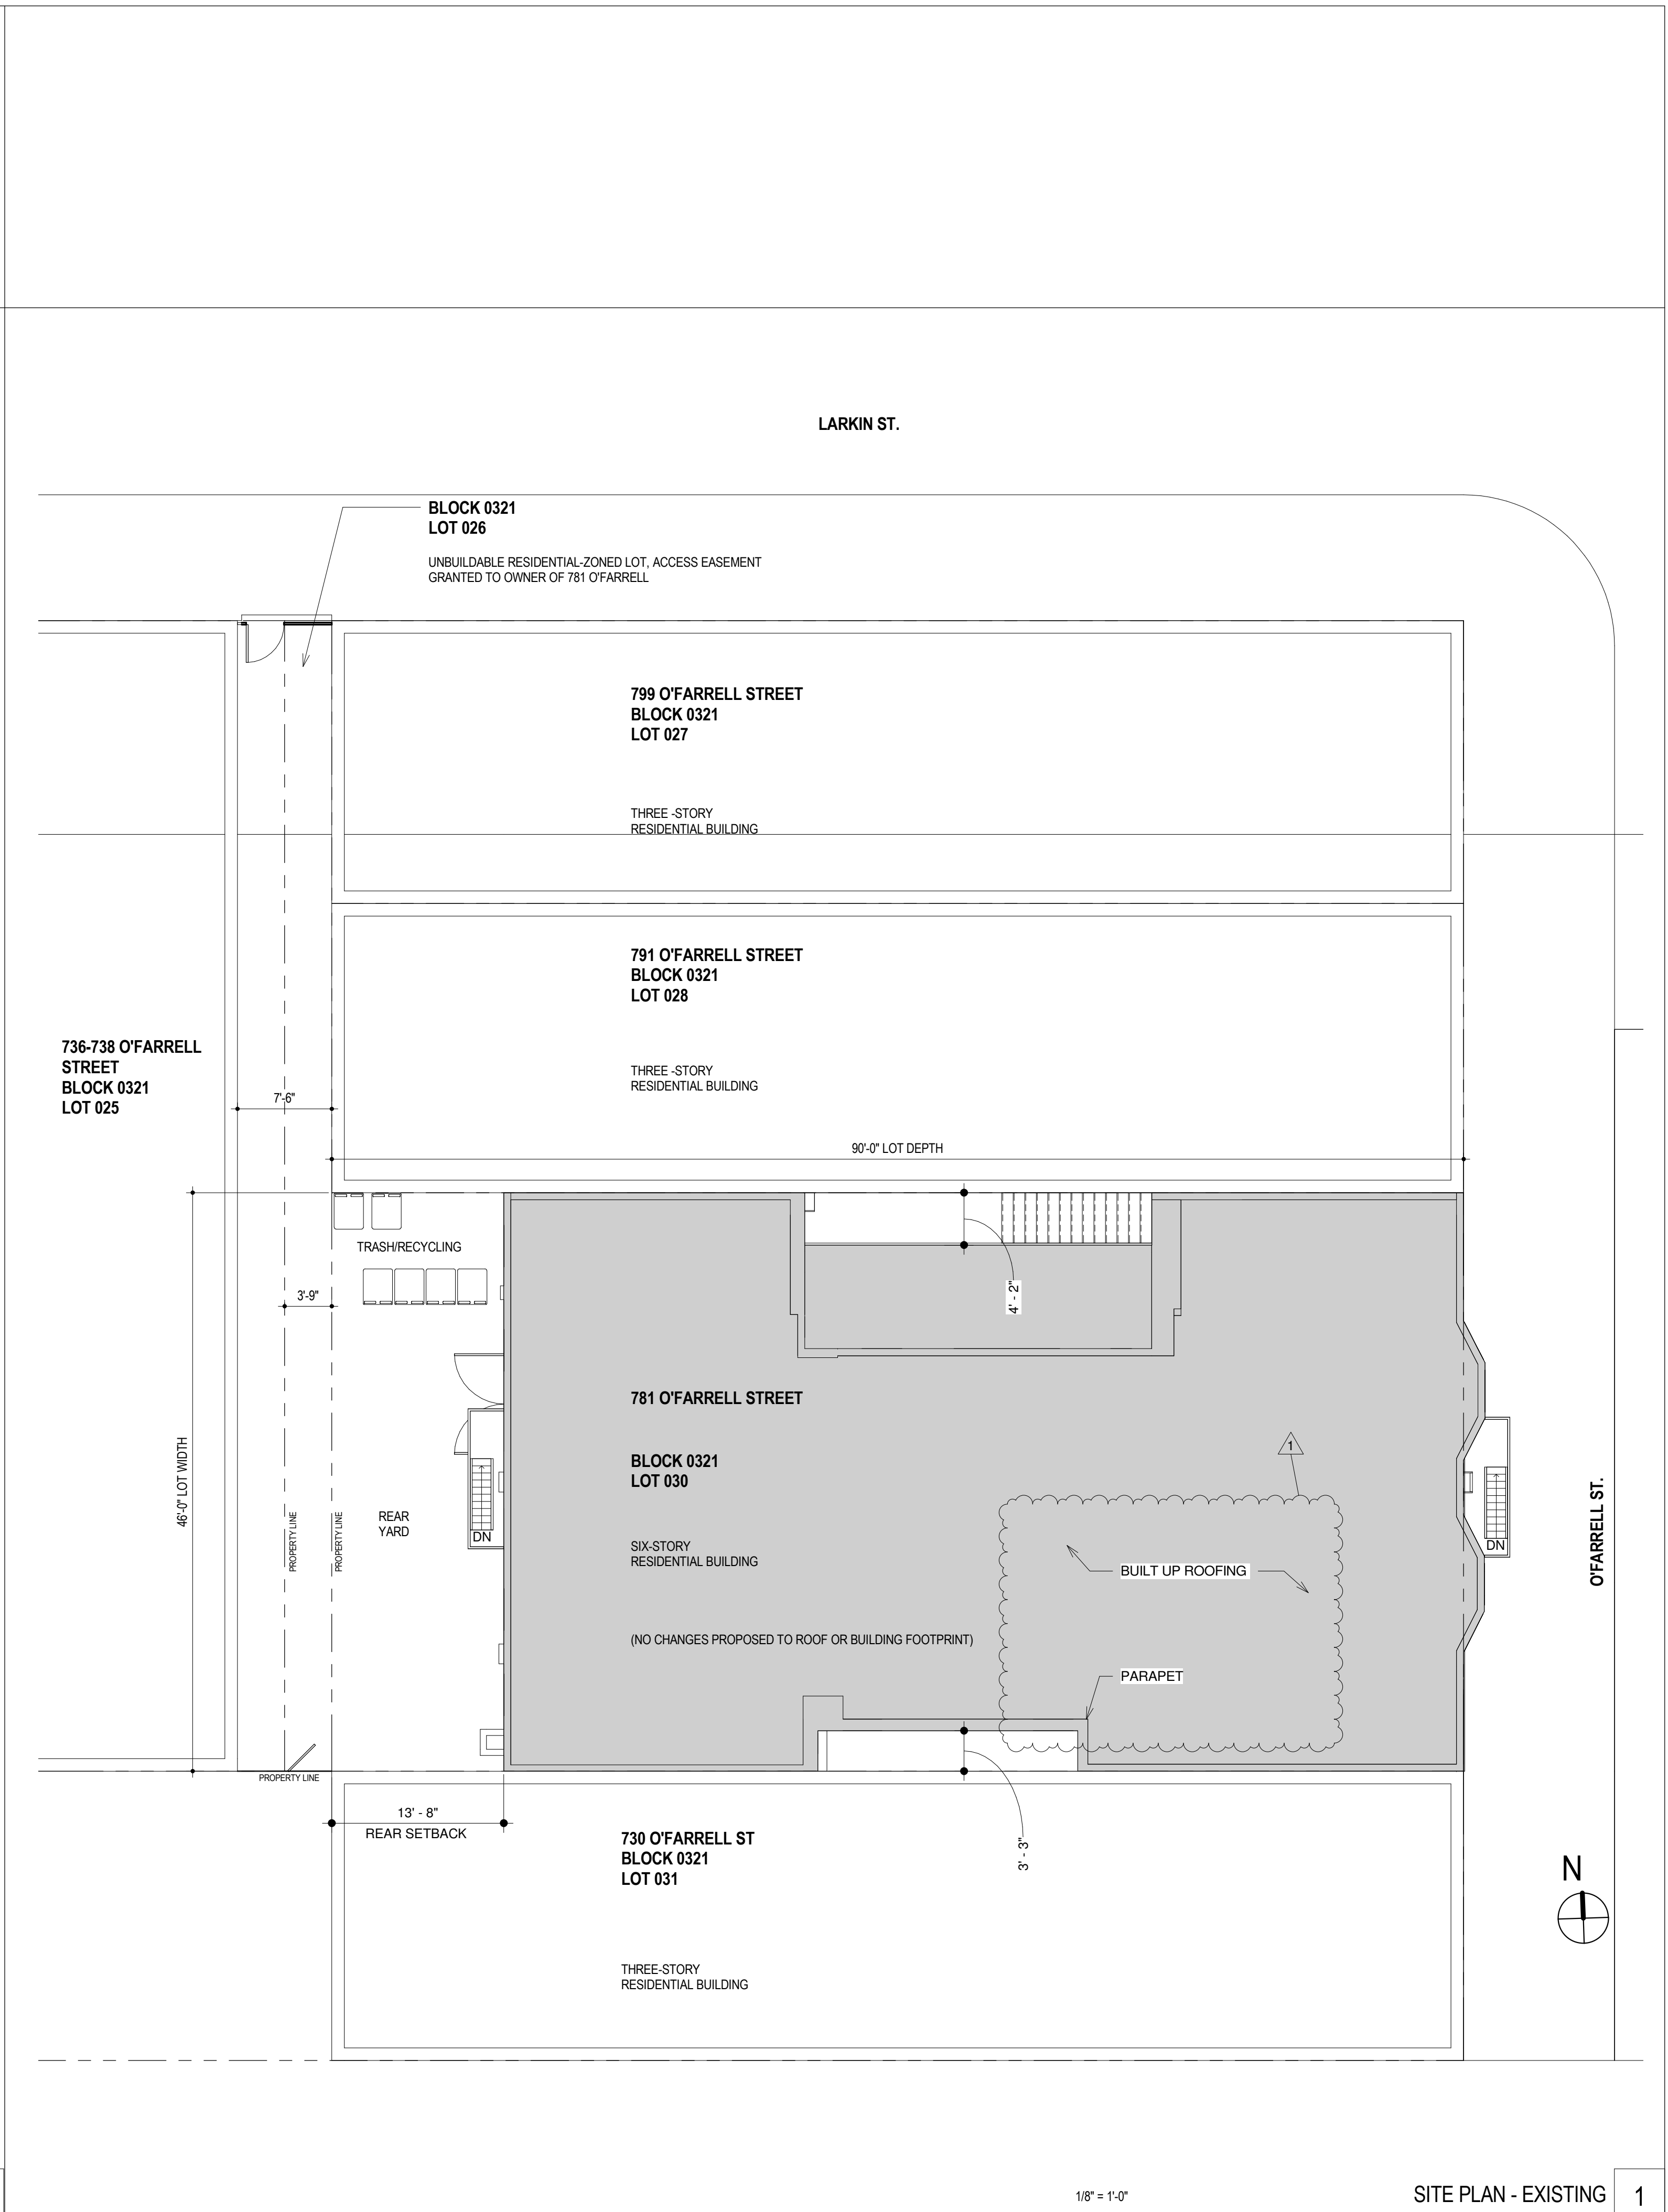 LARKIN ST.
BLOCK 0321
LOT 026
UNBUILDABLE RESIDENTIAL-ZONED LOT, ACCESS EASEMENT
GRANTED TO OWNER OF 781 O'FARRELL
799 O'FARRELL STREET
BLOCK 0321
LOT 027
THREE -STORY
RESIDENTIAL BUILDING
791 O'FARRELL STREET
BLOCK 0321
LOT 028
THREE -STORY
RESIDENTIAL BUILDING
736-738 O'FARRELL
STREET
BLOCK 0321
LOT 025
7'-6"
90'-0" LOT DEPTH
TRASH/RECYCLING
3'-9"
4' - 2"
46'-0" LOT WIDTH
PROPERTY LINE
PROPERTY LINE
REAR
YARD
DN
781 O'FARRELL STREET
BLOCK 0321
LOT 030
SIX-STORY
RESIDENTIAL BUILDING
(NO CHANGES PROPOSED TO ROOF OR BUILDING FOOTPRINT)
1
BUILT UP ROOFING
PARAPET
DN
O'FARRELL ST.
PROPERTY LINE
13' - 8"
REAR SETBACK
3' - 3"
730 O'FARRELL ST
BLOCK 0321
LOT 031
THREE-STORY
RESIDENTIAL BUILDING
N
1/8" = 1'-0"
SITE PLAN - EXISTING
1